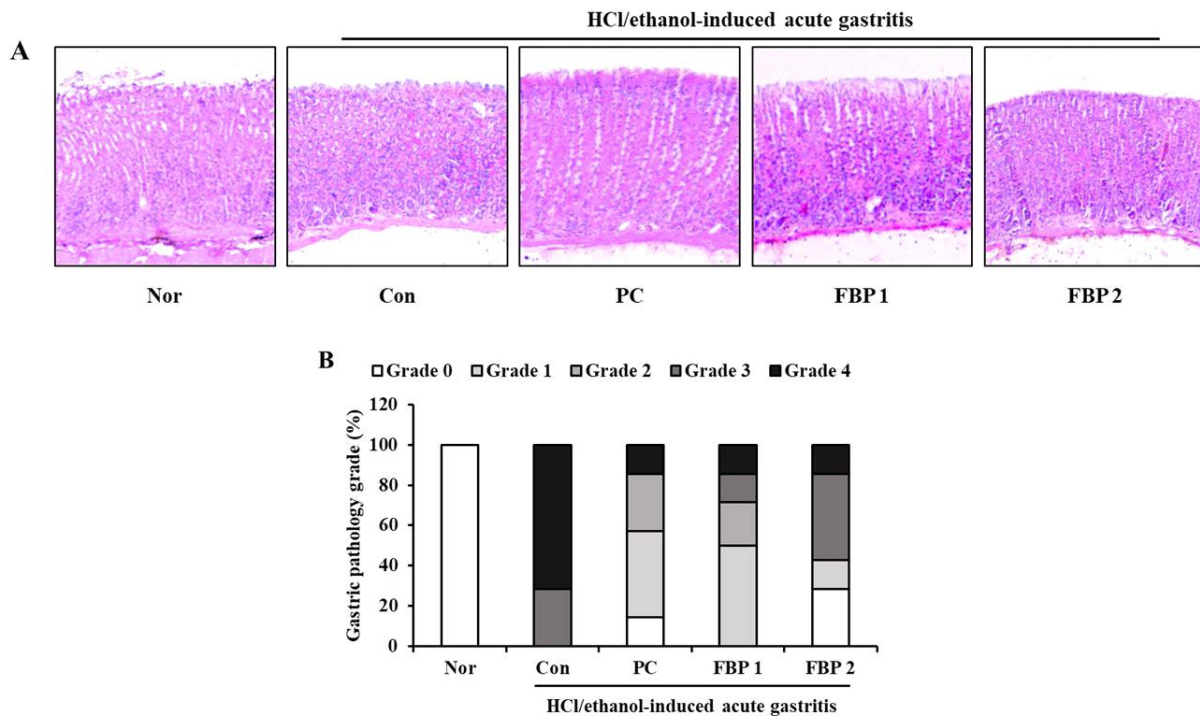 HCl/ethanol-induced acute gastritis
A
Nor Con PC FBP 1 FBP 2
B
Grade 0 Grade 1 Grade 2 Grade 3 Grade 4
Gastric pathology grade (%)
120
100
80
60
40
20
0
Nor Con PC FBP 1 FBP 2
HCl/ethanol-induced acute gastritis